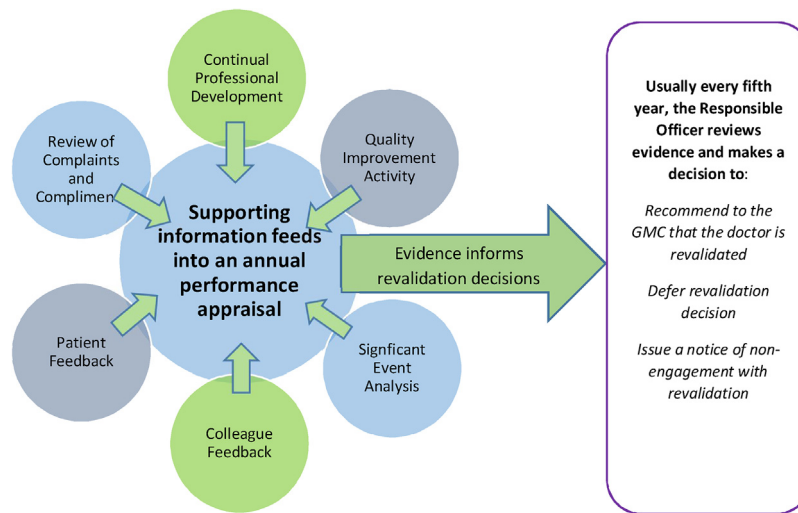 Continual
Professional
Development
Review of
Complaints
and
Complimen
Quality
Improvement
Activity
Supporting
information feeds
into an annual
performance
appraisal
Evidence informs
revalidation decisions
Patient
Feedback
Signficant
Event
Analysis
Colleague
Feedback
Usually every fifth
year, the Responsible
Officer reviews
evidence and makes a
decision to:
Recommend to the
GMC that the doctor is
revalidated
Defer revalidation
decision
Issue a notice of non-
engagement with
revalidation